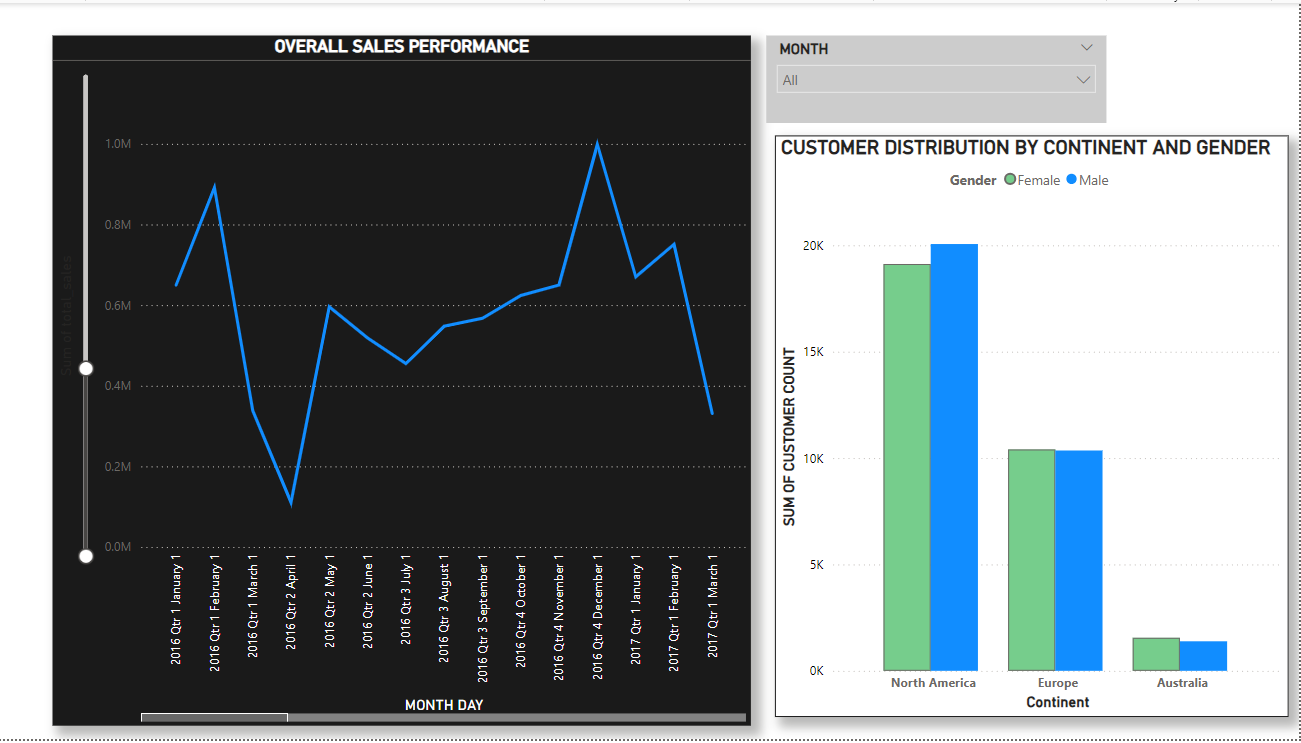 OVERALL SALES PERFORMANCE
Sum of total_sales
1.0M
0.8M
0.6M
0.4M
0.2M
0.0M
2016 Qtr 1 January 1
2016 Qtr 1 February 1
2016 Qtr 1 March 1
2016 Qtr 2 April 1
2016 Qtr 2 May 1
2016 Qtr 2 June 1
2016 Qtr 3 July 1
2016 Qtr 3 August 1
2016 Qtr 3 September 1
2016 Qtr 4 October 1
2016 Qtr 4 November 1
2016 Qtr 4 December 1
2017 Qtr 1 January 1
2017 Qtr 1 February 1
2017 Qtr 1 March 1
MONTH DAY
MONTH
All
CUSTOMER DISTRIBUTION BY CONTINENT AND GENDER
Gender Female Male
SUM OF CUSTOMER COUNT
20K
15K
10K
5K
0K
North America
Europe
Australia
Continent